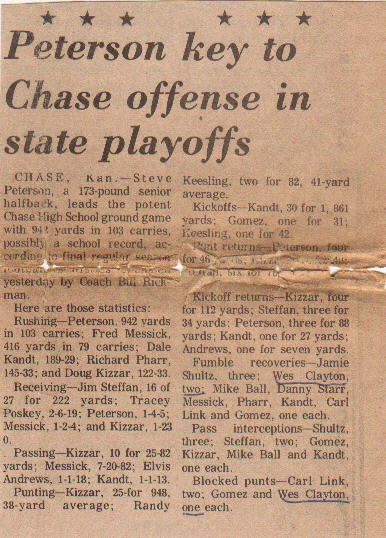 Peterson key to
Chase offense in
state playoffs
CHASE, Kan.—Steve
Peterson, a 173-pound senior
halfback, leads the potent
Chase High School ground game
with 942 yards in 103 carries,
possibly a school record, ac-
cording to final regular season
yesterday by Coach Bill Rick-
man.
Here are those statistics:
Rushing—Peterson, 942 yards
in 103 carries; Fred Messick,
416 yards in 79 carries; Dale
Kandt, 189-29; Richard Pharr,
145-33; and Doug Kizzar, 122-33.
Receiving—Jim Steffan, 16 of
27 for 222 yards; Tracey
Poskey, 2-6-19; Peterson, 1-4-5;
Messick, 1-2-4; and Kizzar, 1-23
0.
Passing—Kizzar, 10 for 25-82
yards; Messick, 7-20-82; Elvis
Andrews, 1-1-18; Kandt, 1-1-13.
Punting—Kizzar, 25-for 948,
38-yard average; Randy
Keesling, two for 82, 41-yard
average.
Kickoffs—Kandt, 30 for 1, 861
yards; Gomez, one for 31;
Keesling, one for 42.
Punt returns—Peterson, four
for 46
six for
Kickoff returns—Kizzar, four
for 112 yards; Steffan, three for
34 yards; Peterson, three for 88
yards; Kandt, one for 27 yards;
Andrews, one for seven yards.
Fumble recoveries—Jamie
Shultz, three; Wes Clayton,
two; Mike Ball, Danny Starr,
Messick, Pharr, Kandt, Carl
Link and Gomez, one each.
Pass interceptions—Shultz,
three; Steffan, two; Gomez,
Kizzar, Mike Ball and Kandt,
one each.
Blocked punts—Carl Link,
two; Gomez and Wes Clayton,
one each.